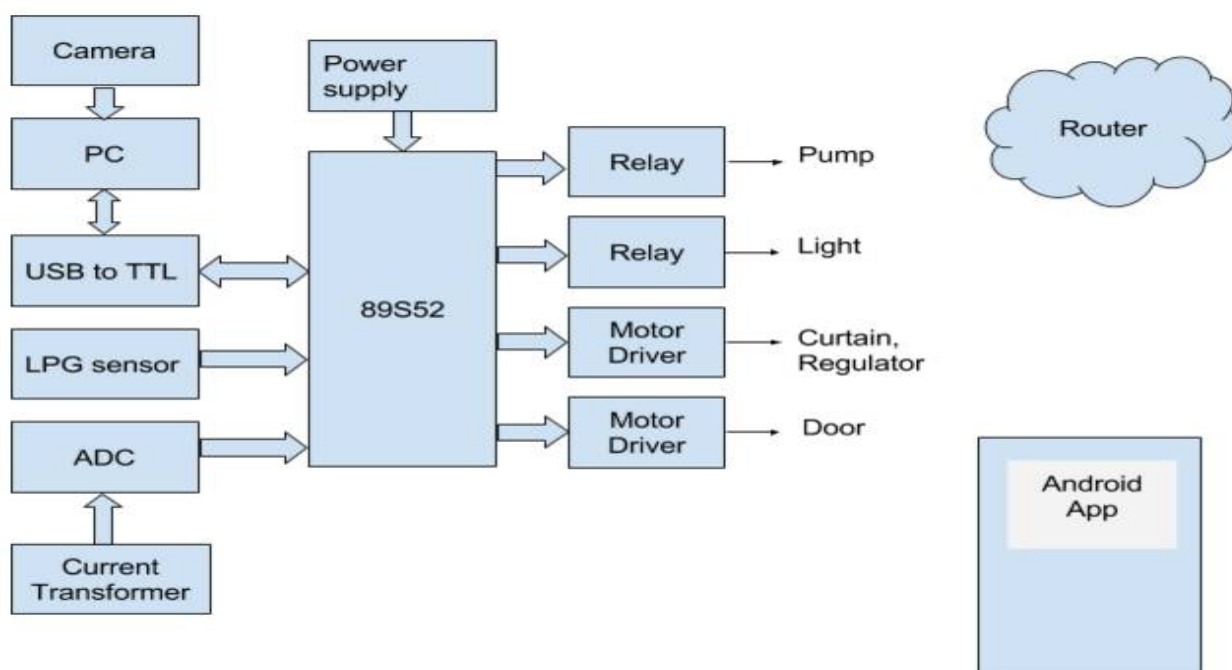 Camera
PC
USB to TTL
LPG sensor
ADC
Current
Transformer
Power
supply
89S52
Relay
Pump
Relay
Light
Motor
Driver
Curtain,
Regulator
Motor
Driver
Door
Router
Android
App